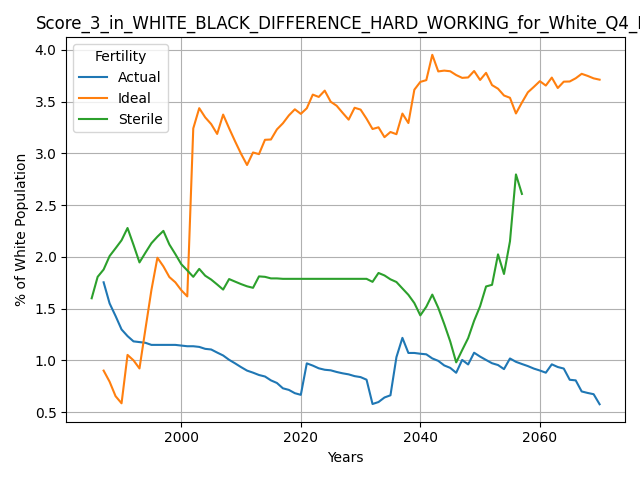 Score_3_in_WHITE_BLACK_DIFFERENCE_HARD_WORKING_for_White_Q4_
Fertility
Actual
Ideal
Sterile
% of White Population
4.0
3.5
3.0
2.5
2.0
1.5
1.0
0.5
2000 2020 2040 2060
Years